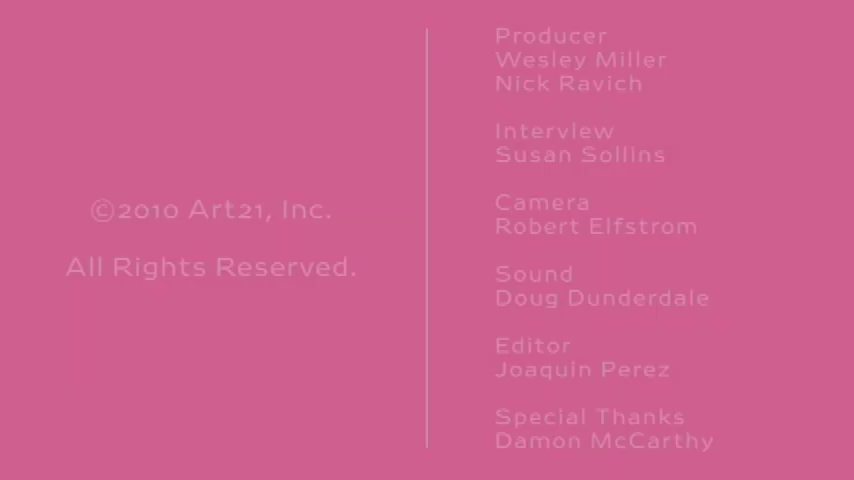 ©2010 Art21, Inc.
All Rights Reserved.
Producer
Wesley Miller
Nick Ravich
Interview
Susan Sollins
Camera
Robert Elfstrom
Sound
Doug Dunderdale
Editor
Joaquin Perez
Special Thanks
Damon McCarthy